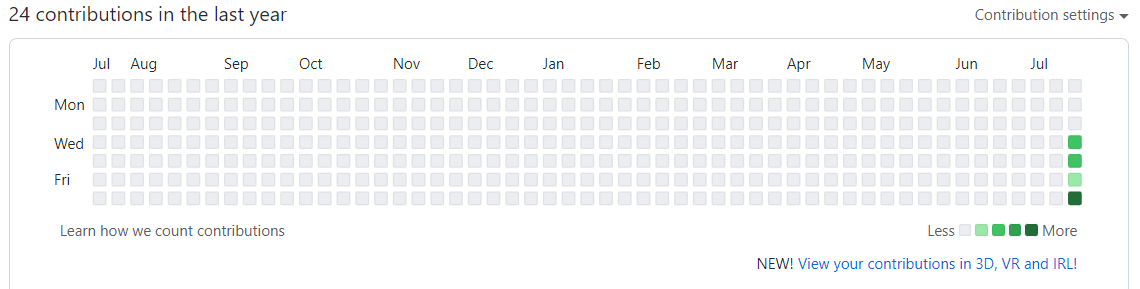 24 contributions in the last year
Contribution settings
Jul Aug Sep Oct Nov Dec Jan Feb Mar Apr May Jun Jul
Mon
Wed
Fri
Learn how we count contributions
Less More
NEW! View your contributions in 3D, VR and IRL!